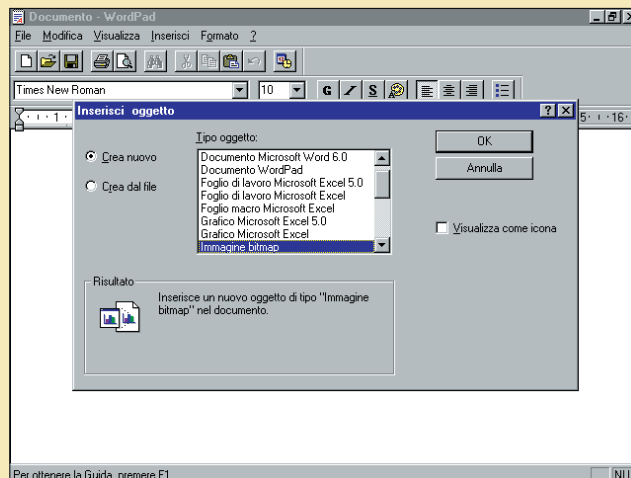 Documento - WordPad
File Modifica Visualizza Inserisci Formato ?
Times New Roman 10 G I S
Inserisci oggetto
1
5 16
Tipo oggetto:
Crea nuovo
Crea dal file
Documento Microsoft Word 6.0
Documento WordPad
Foglio di lavoro Microsoft Excel 5.0
Foglio di lavoro Microsoft Excel
Foglio macro Microsoft Excel
Grafico Microsoft Excel 5.0
Grafico Microsoft Excel
Immagine bitmap
OK
Annulla
Visualizza come icona
Risultato
Inserisce un nuovo oggetto di tipo "Immagine
bitmap" nel documento.
Per ottenere la Guida, premere F1
NU